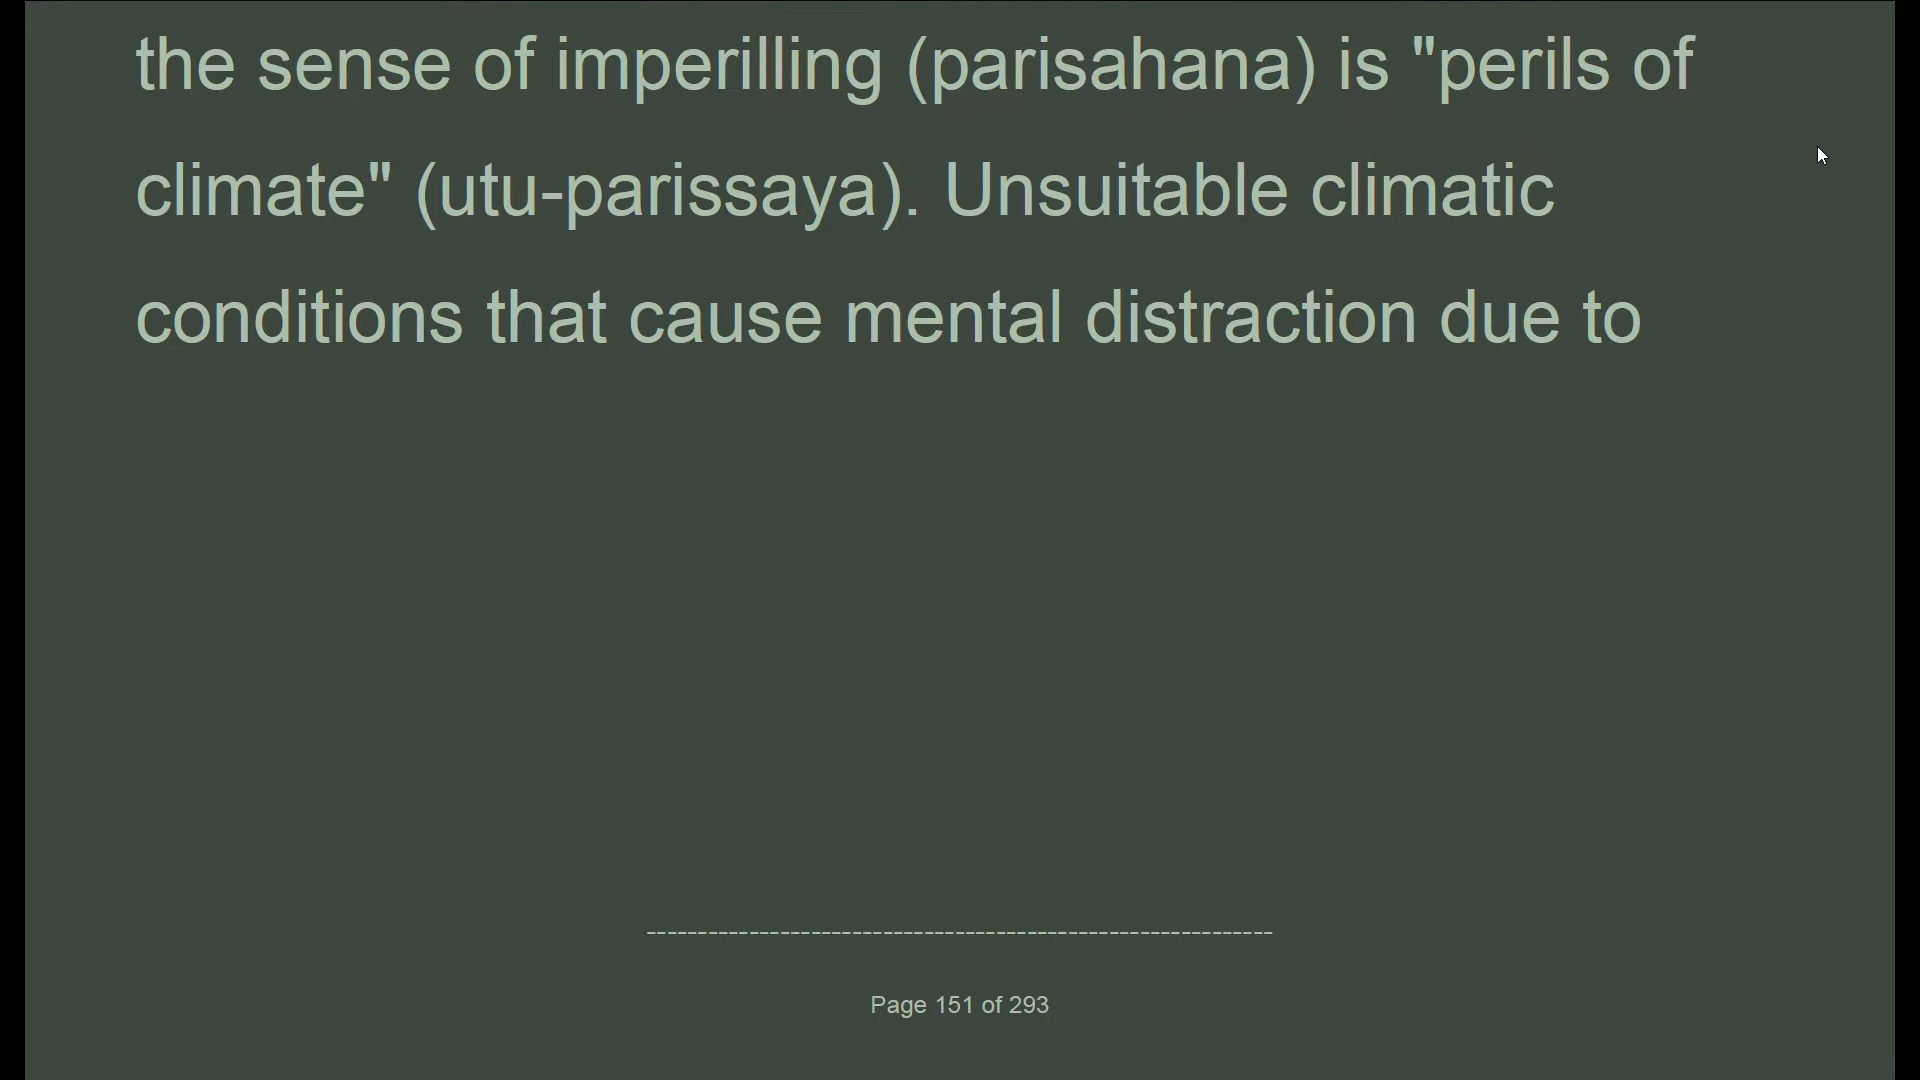 the sense of imperilling (parisahana) is "perils of
climate" (utu-parissaya). Unsuitable climatic
conditions that cause mental distraction due to
-------------------------------------------------------------
Page 151 of 293